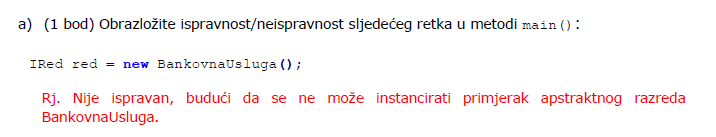 a) (1 bod) Obrazložite ispravnost/neispravnost sljedećeg retka u metodi main():
IRed red = new BankovnaUsluga();
Rj. Nije ispravan, budući da se ne može instancirati primjerak apstraktnog razreda
BankovnaUsluga.